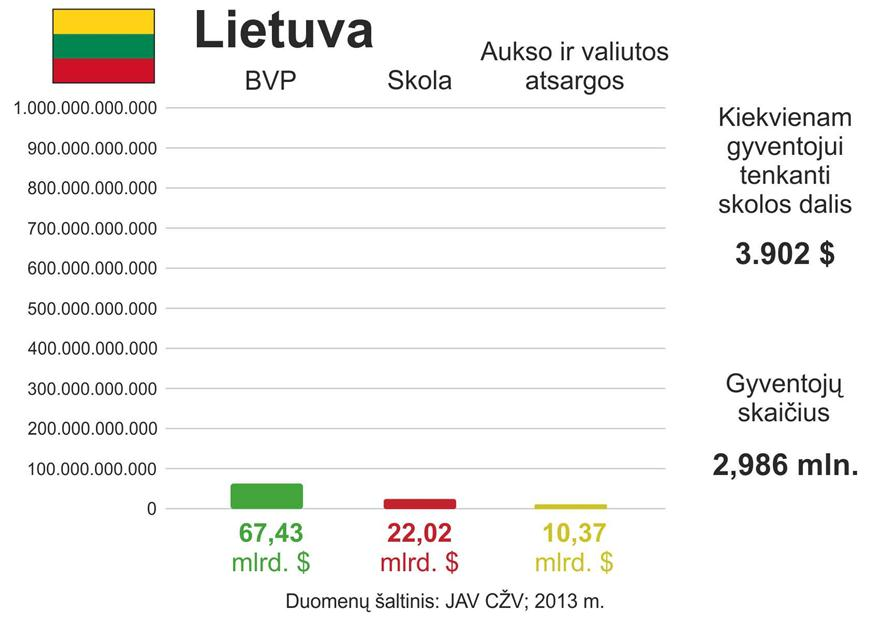 Lietuva
BVP
Skola
Aukso ir valiutos
atsargos
1.000.000.000.000
900.000.000.000
800.000.000.000
700.000.000.000
600.000.000.000
500.000.000.000
400.000.000.000
300.000.000.000
200.000.000.000
100.000.000.000
0
67,43
mlrd. $
22,02
mlrd. $
10,37
mlrd. $
Kiekvienam
gyventojui
tenkanti
skolos dalis
3.902 $
Gyventojų
skaičius
2,986 mln.
Duomenų šaltinis: JAV CŽV; 2013 m.